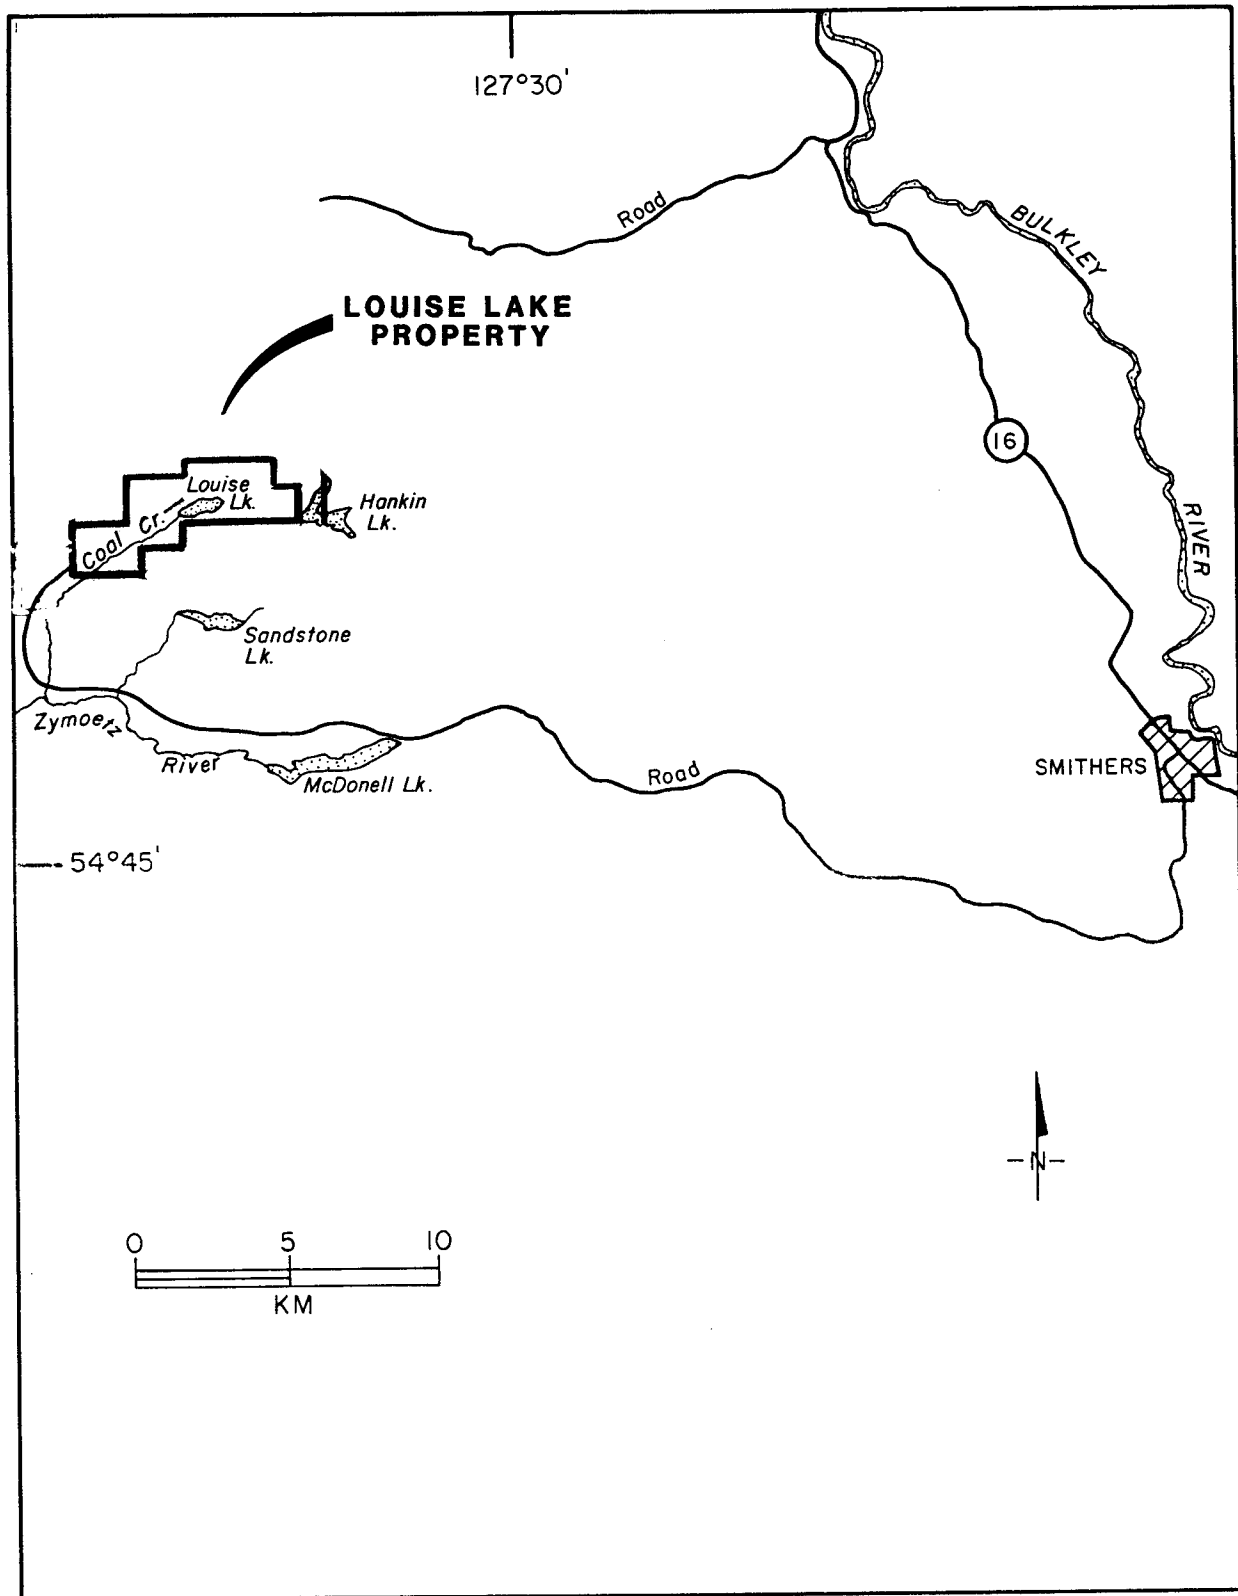 127°30'
Road
BULKLEY
RIVER
LOUISE LAKE
PROPERTY
16
Louise
Lk.
Hankin
Lk.
Coal Cr.
Sandstone
Lk.
Zymoetz
River
McDonell Lk.
Road
SMITHERS
54°45'
-N-
0 5 10
KM